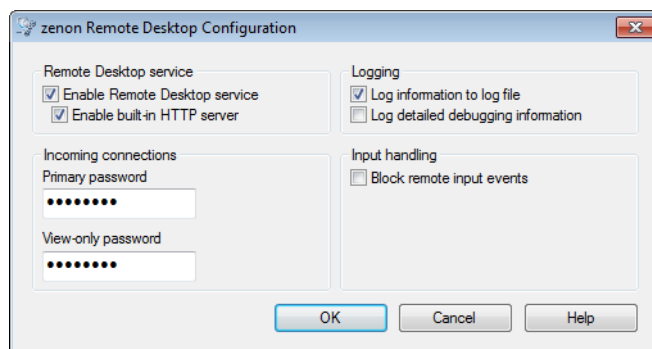 zenon Remote Desktop Configuration
Remote Desktop service
Enable Remote Desktop service
Enable built-in HTTP server
Logging
Log information to log file
Log detailed debugging information
Incoming connections
Primary password
••••••••
View-only password
••••••••
Input handling
Block remote input events
OK
Cancel
Help